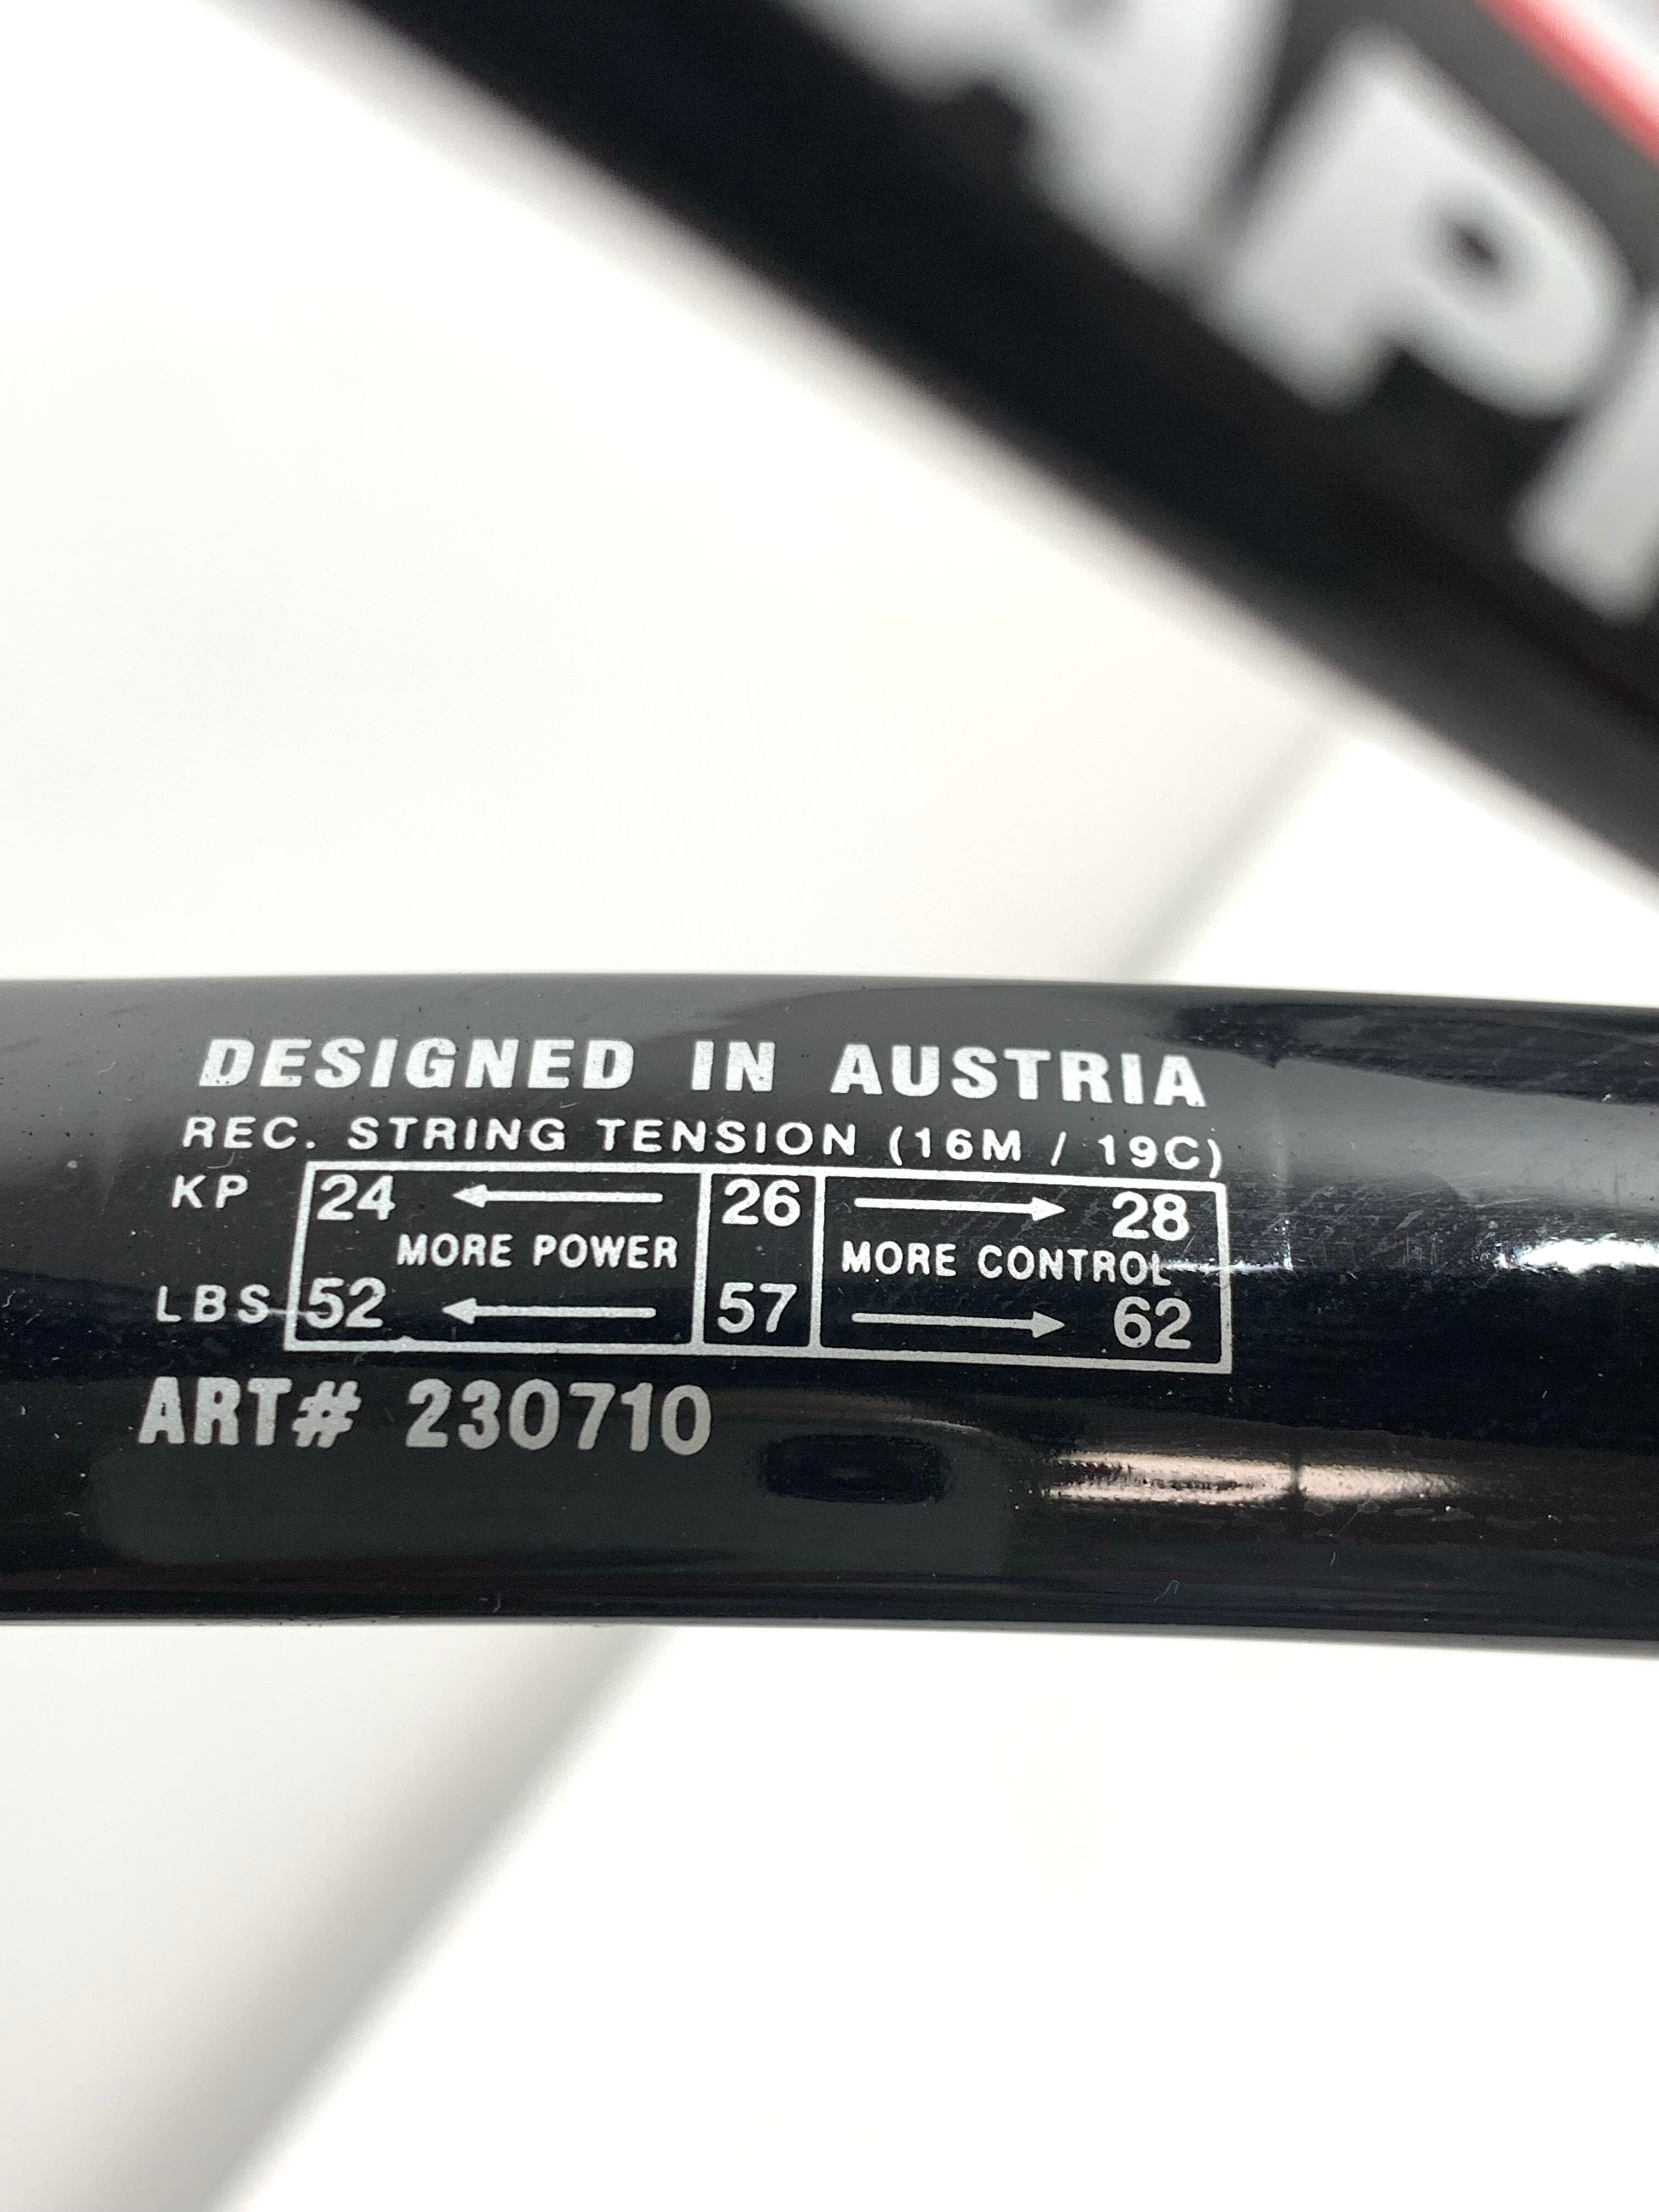 DESIGNED IN AUSTRIA
REC. STRING TENSION (16M / 19C)
KP 24 ← 26 → 28
MORE POWER MORE CONTROL
LBS 52 ← 57 → 62
ART# 230710